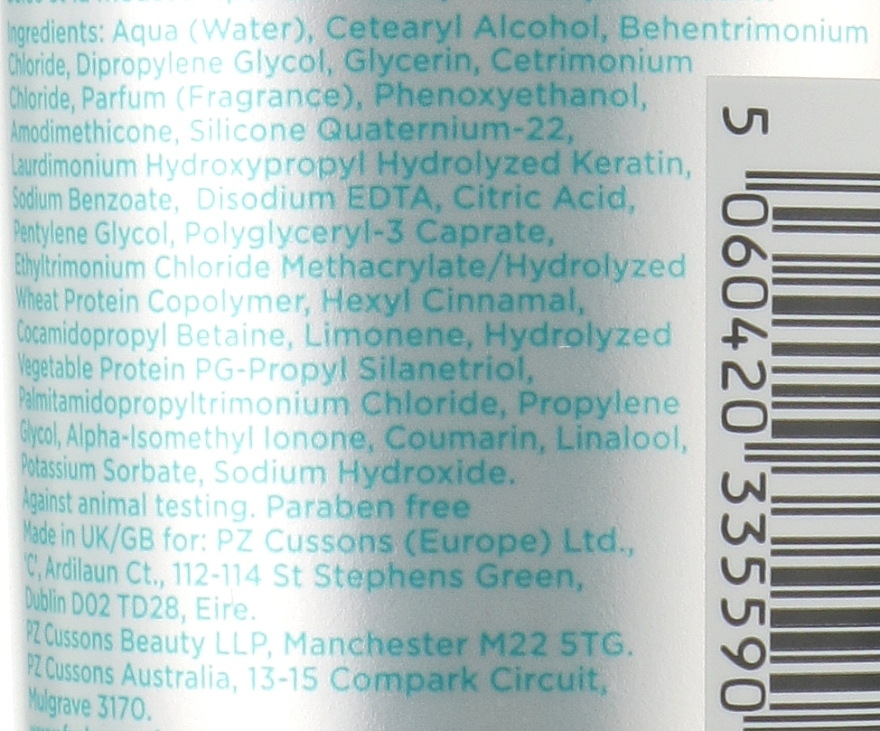 Ingredients: Aqua (Water), Cetearyl Alcohol, Behentrimonium
Chloride, Dipropylene Glycol, Glycerin, Cetrimonium
Chloride, Parfum (Fragrance), Phenoxyethanol,
Amodimethicone, Silicone Quaternium-22,
Laurdimonium Hydroxypropyl Hydrolyzed Keratin,
Sodium Benzoate, Disodium EDTA, Citric Acid,
Pentylene Glycol, Polyglyceryl-3 Caprate,
Ethyltrimonium Chloride Methacrylate/Hydrolyzed
Wheat Protein Copolymer, Hexyl Cinnamal,
Cocamidopropyl Betaine, Limonene, Hydrolyzed
Vegetable Protein PG-Propyl Silanetriol,
Palmitamidopropyltrimonium Chloride, Propylene
Glycol, Alpha-Isomethyl Ionone, Coumarin, Linalool,
Potassium Sorbate, Sodium Hydroxide.
Against animal testing. Paraben free
Made in UK/GB for: PZ Cussons (Europe) Ltd.,
'C', Ardilaun Ct., 112-114 St Stephens Green,
Dublin D02 TD28, Eire.
PZ Cussons Beauty LLP, Manchester M22 5TG.
PZ Cussons Australia, 13-15 Compark Circuit,
Mulgrave 3170.
5 060420 335590